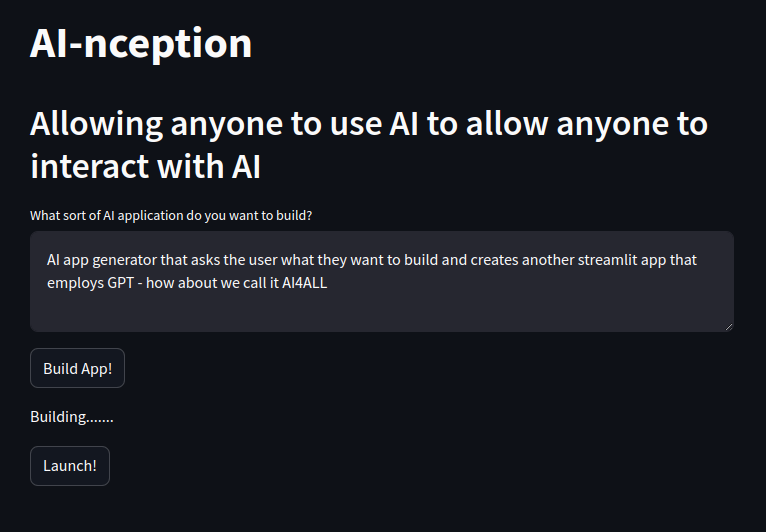 AI-nception
Allowing anyone to use AI to allow anyone to
interact with AI
What sort of AI application do you want to build?
AI app generator that asks the user what they want to build and creates another streamlit app that
employs GPT - how about we call it AI4ALL
Build App!
Building.......
Launch!